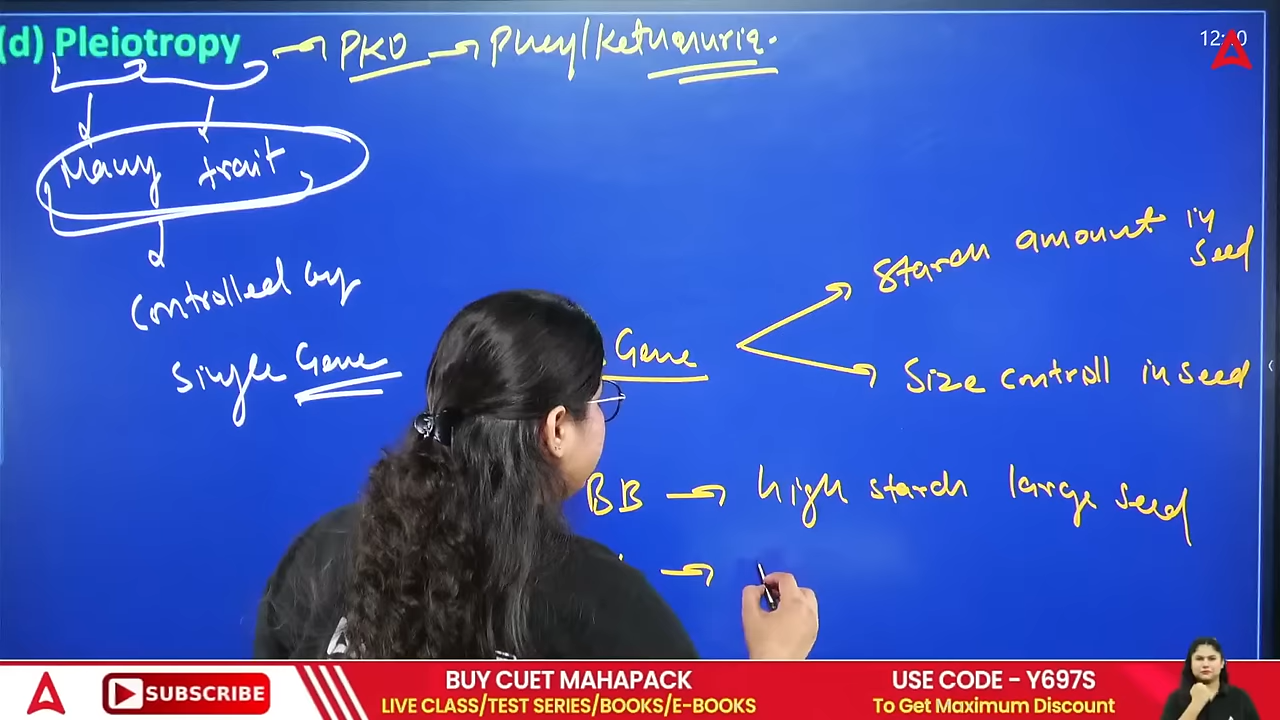 (d) Pleiotropy → PKU → Pheylketunuria.
12:10
Many trait
Controlled by
Single Gene
Gene
Starch amount in
seed
Size controll in seed
BB → high starch large seed
→
SUBSCRIBE
BUY CUET MAHAPACK
LIVE CLASS/TEST SERIES/BOOKS/E-BOOKS
USE CODE - Y697S
To Get Maximum Discount